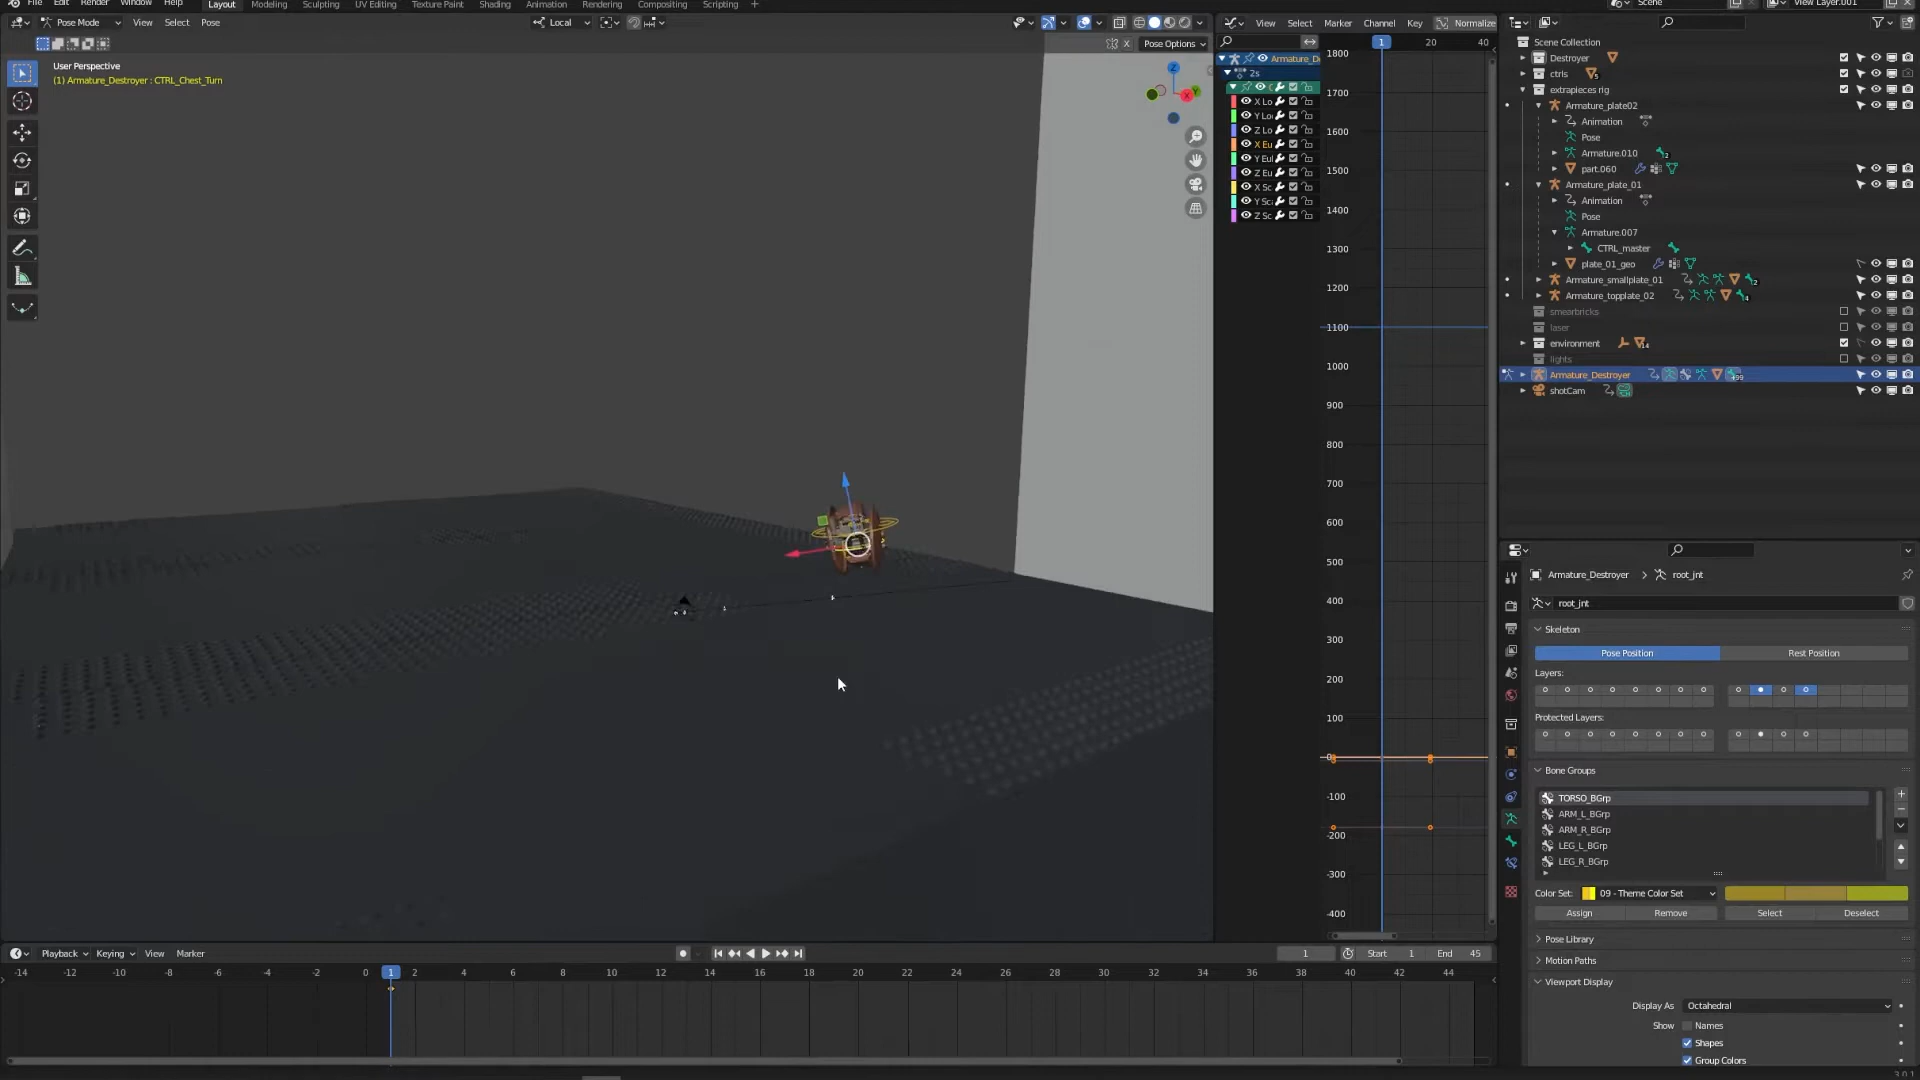 File Edit Render Window Help Layout Modeling Sculpting UV Editing Texture Paint Shading Animation Rendering Compositing Scripting + Scene View Layer.001
Pose Mode View Select Pose Local
Pose Options
User Perspective
(1) Armature_Destroyer : CTRL_Chest_Turn
View Select Marker Channel Key Normalize
1 20 40
Armature_D
2s
X Lo
Y Lo
Z Lo
X Eu
Y Eul
Z Eu
X Sc
Y Sc
Z Sc
1800
1700
1600
1500
1400
1300
1200
1100
1000
900
800
700
600
500
400
300
200
100
0
-100
-200
-300
-400
Scene Collection
Destroyer
ctrls
extrapieces rig
Armature_plate02
Animation
Pose
Armature.010
part.060
Armature_plate_01
Animation
Pose
Armature.007
CTRL_master
plate_01_geo
Armature_smallplate_01
Armature_topplate_02
smearbricks
laser
environment
lights
Armature_Destroyer
shotCam
Armature_Destroyer > root_jnt
root_jnt
Skeleton
Pose Position Rest Position
Layers:
Protected Layers:
Bone Groups
TORSO_BGrp
ARM_L_BGrp
ARM_R_BGrp
LEG_L_BGrp
LEG_R_BGrp
Color Set: 09 - Theme Color Set
Assign Remove Select Deselect
Pose Library
Motion Paths
Viewport Display
Display As Octahedral
Show Names
Shapes
Group Colors
Playback Keying View Marker 1 Start 1 End 45
-14 -12 -10 -8 -6 -4 -2 0 1 2 4 6 8 10 12 14 16 18 20 22 24 26 28 30 32 34 36 38 40 42 44
3.0.1